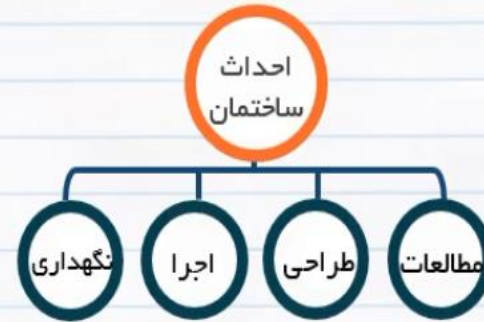 احداث
ساختمان
مطالعات
طراحی
اجرا
نگهداری